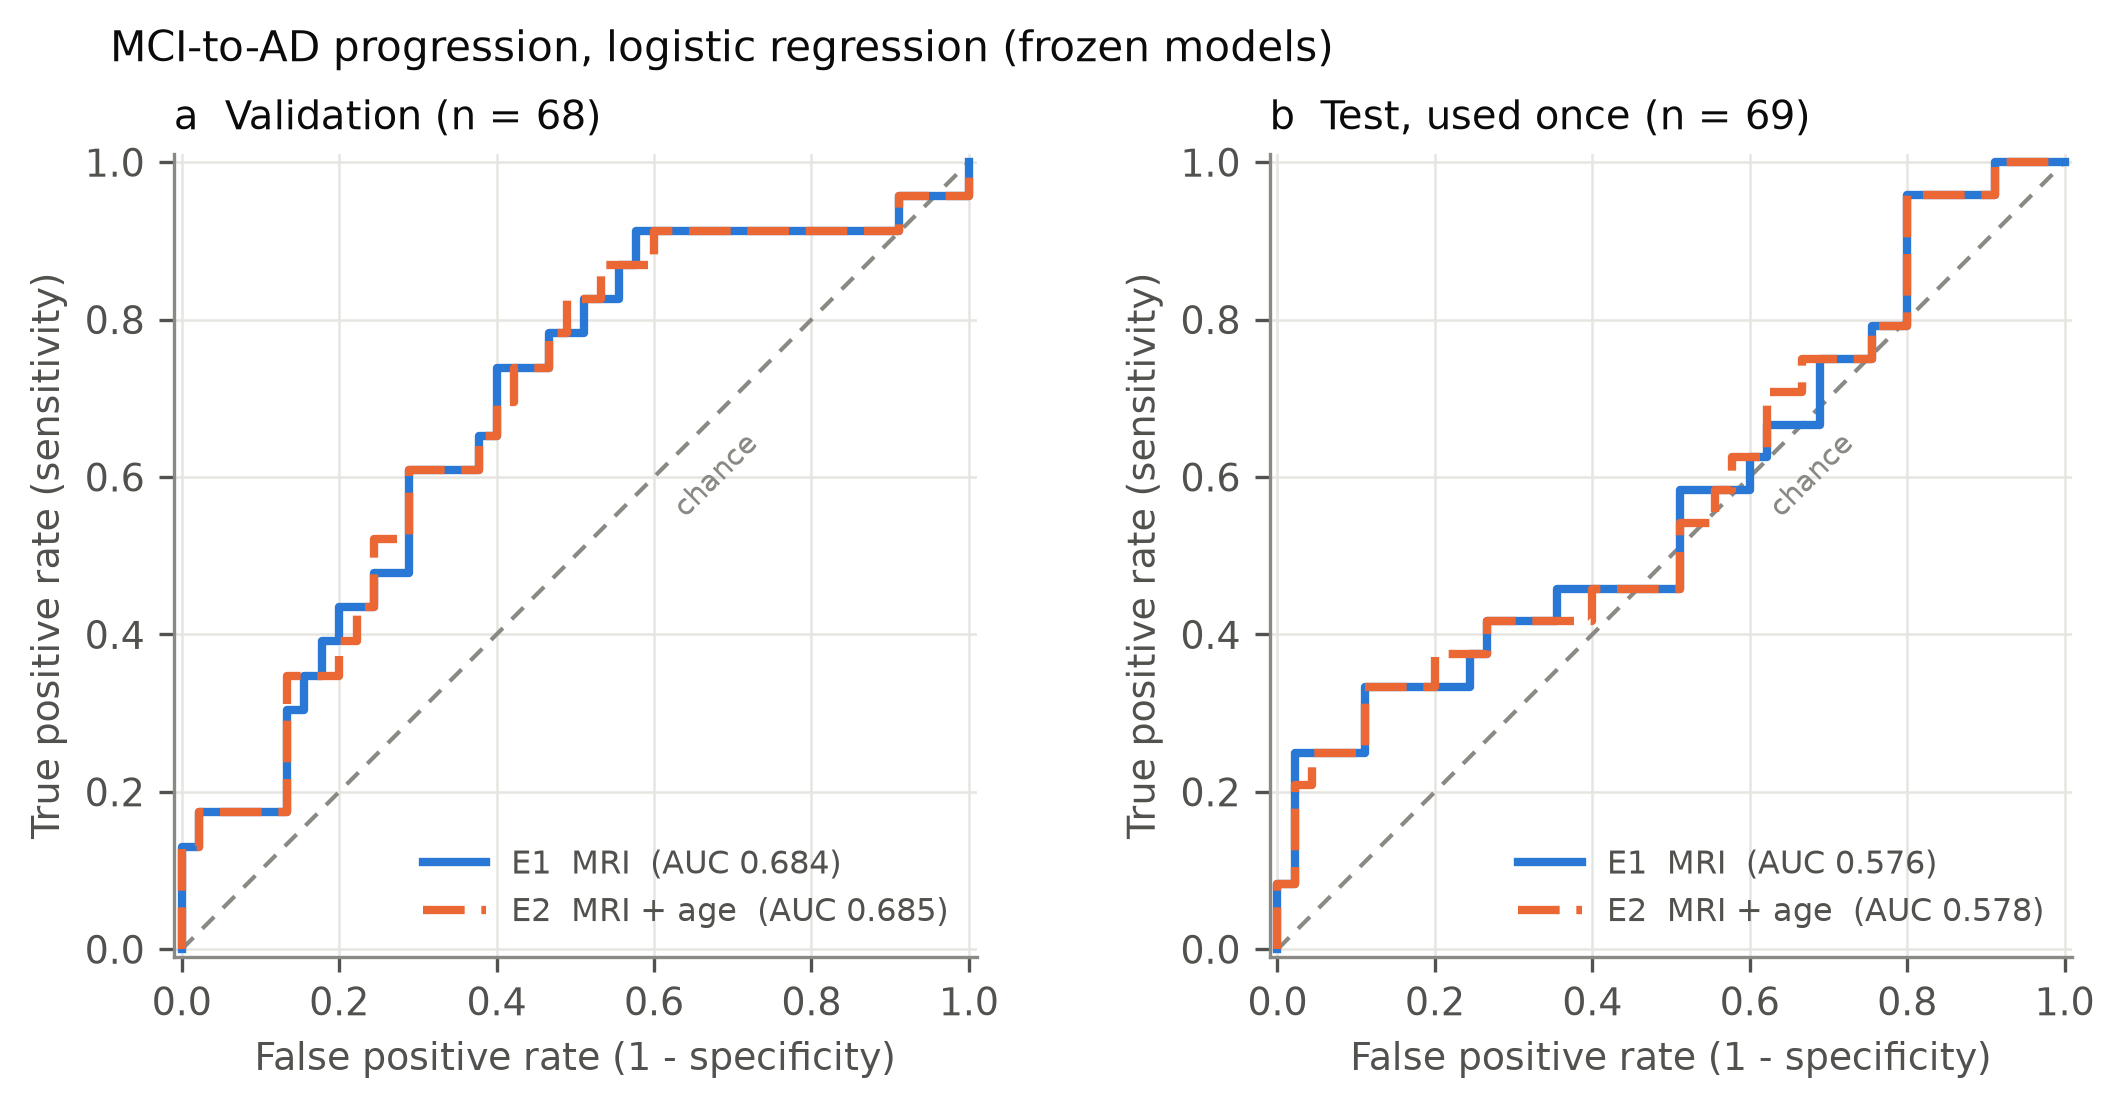 MCI-to-AD progression, logistic regression (frozen models)
a  Validation (n = 68)
1.0
0.8
0.6
0.4
0.2
0.0
True positive rate (sensitivity)
chance
E1  MRI  (AUC 0.684)
E2  MRI + age  (AUC 0.685)
0.0 0.2 0.4 0.6 0.8 1.0
False positive rate (1 - specificity)
b  Test, used once (n = 69)
1.0
0.8
0.6
0.4
0.2
0.0
True positive rate (sensitivity)
chance
E1  MRI  (AUC 0.576)
E2  MRI + age  (AUC 0.578)
0.0 0.2 0.4 0.6 0.8 1.0
False positive rate (1 - specificity)